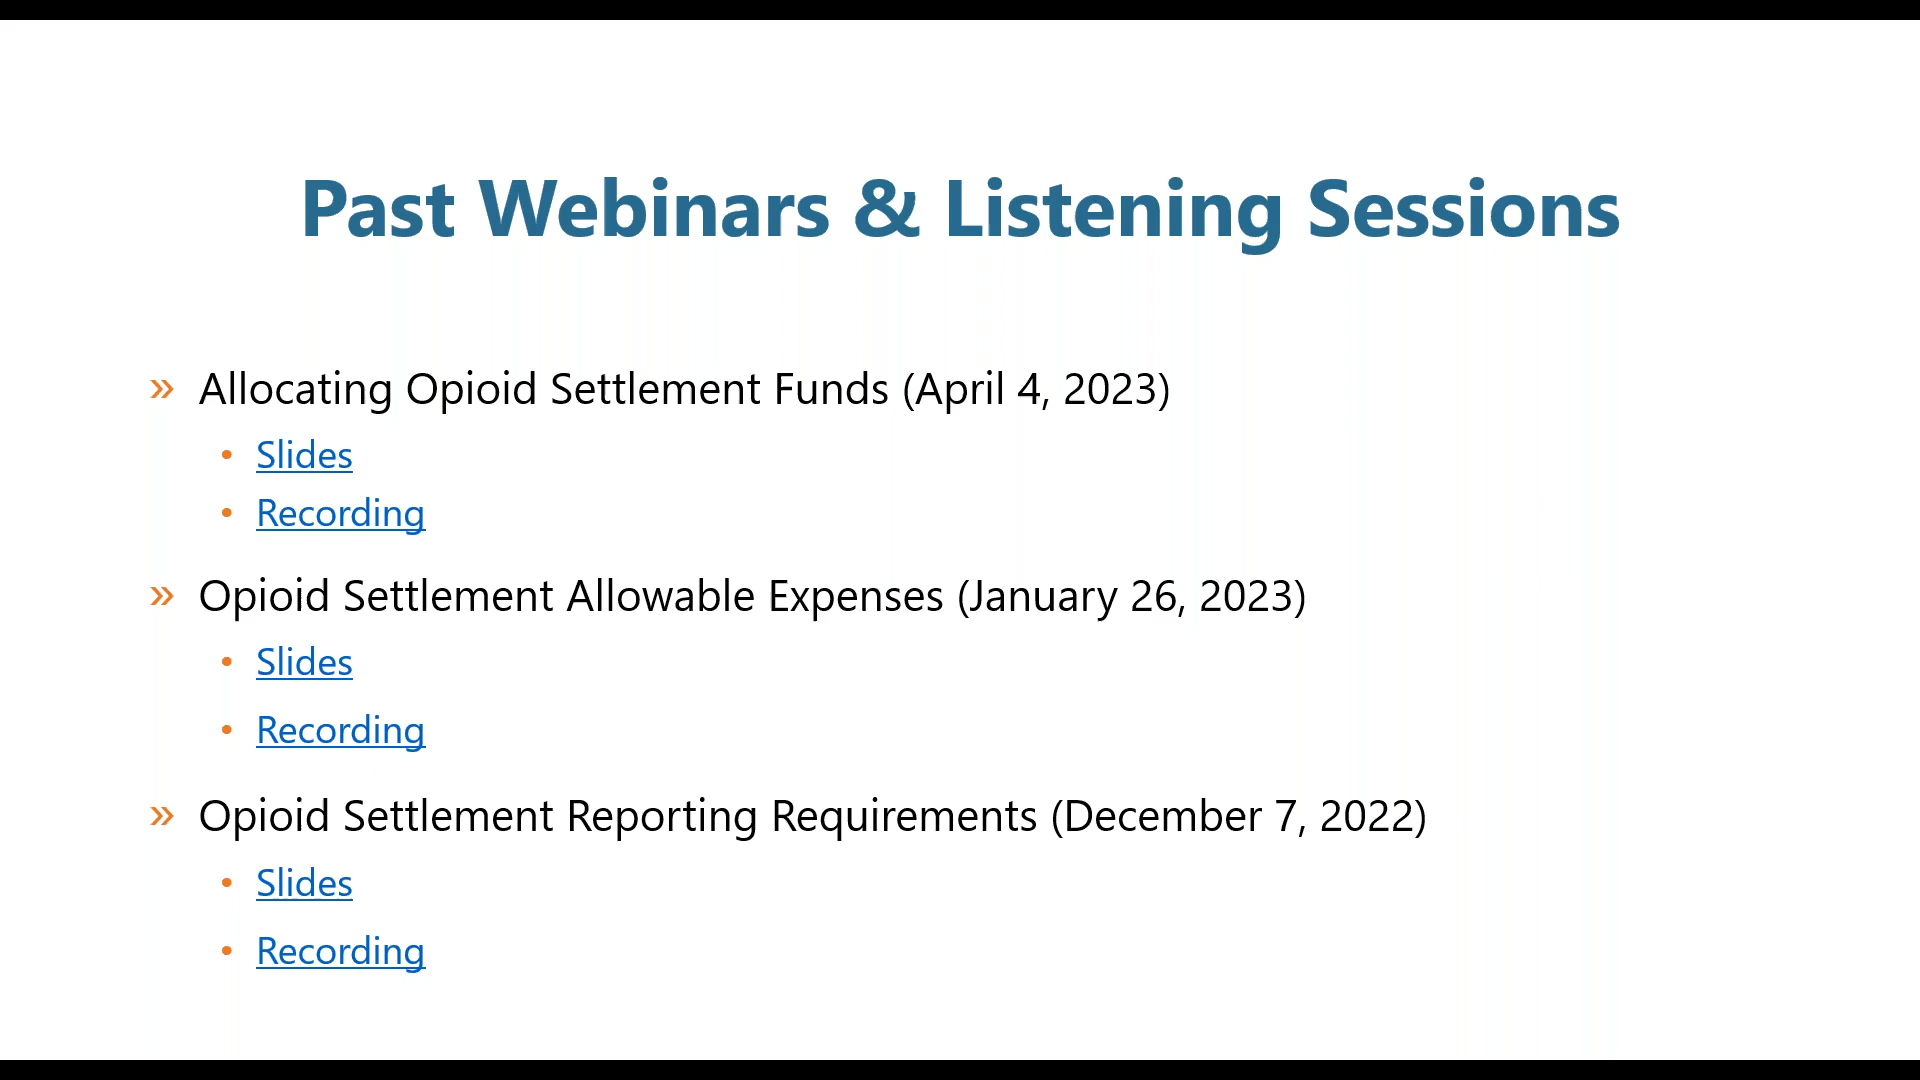 Past Webinars & Listening Sessions
» Allocating Opioid Settlement Funds (April 4, 2023)
• Slides
• Recording
» Opioid Settlement Allowable Expenses (January 26, 2023)
• Slides
• Recording
» Opioid Settlement Reporting Requirements (December 7, 2022)
• Slides
• Recording